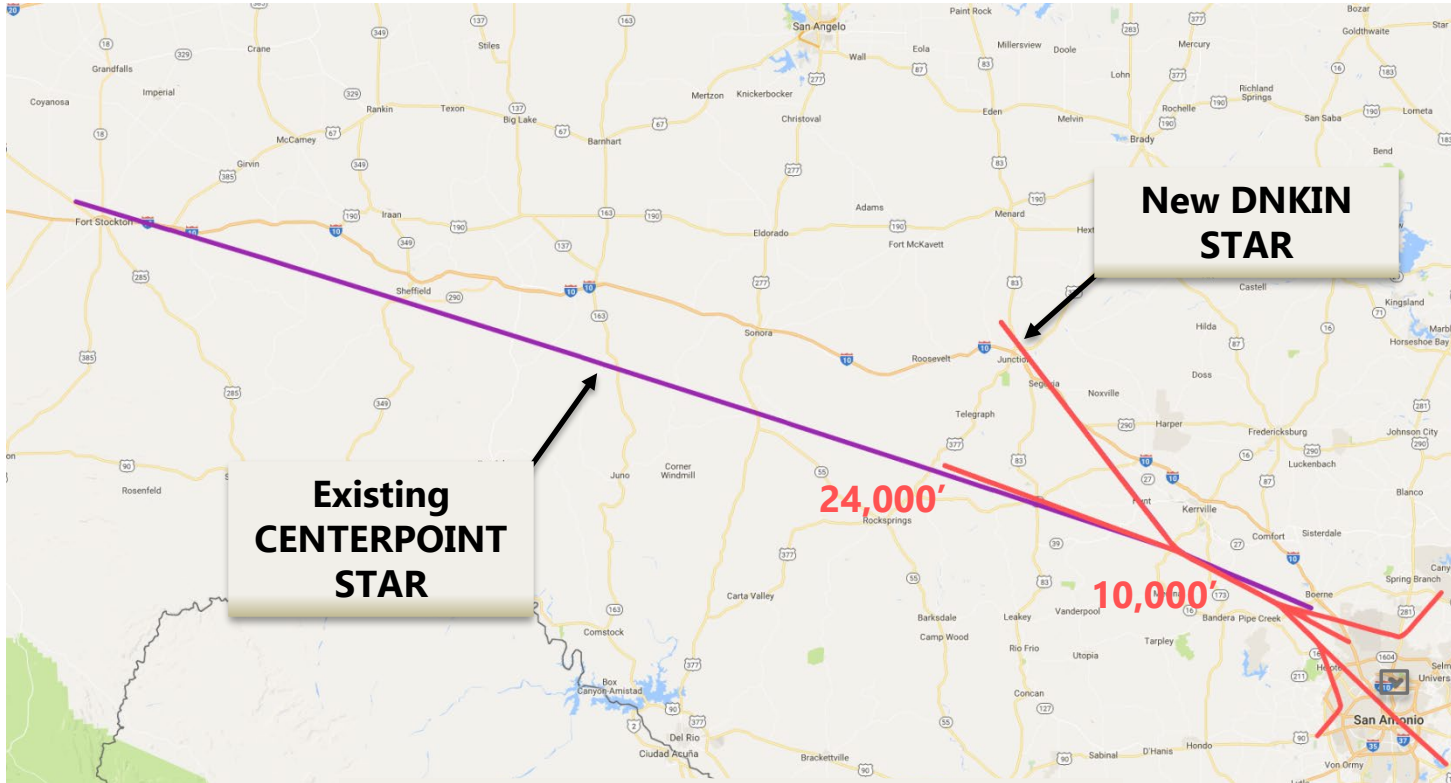 New DNKIN
STAR
Existing
CENTERPOINT
STAR
24,000’
10,000’
San Angelo
Paint Rock
Bozar
Goldthwaite
Star
Crane
Stiles
Wall
Eola
Millersview
Doole
Mercury
Grandfalls
Lohn
Coyanosa
Imperial
Rankin
Texon
Big Lake
Mertzon
Knickerbocker
Christoval
Eden
Melvin
Rochelle
Richland
Springs
San Saba
Lometa
McCamey
Barnhart
Brady
Bend
Girvin
Fort Stockton
Iraan
Adams
Menard
Eldorado
Fort McKavett
Castell
Kingsland
Sheffield
Sonora
Roosevelt
Junction
Segovia
Hilda
Horseshoe Bay
Doss
Noxville
Telegraph
Harper
Fredericksburg
Johnson City
Luckenbach
Rosenfeld
Juno
Corner
Windmill
Rocksprings
Kerrville
Blanco
Comfort
Sisterdale
Spring Branch
Carta Valley
Barksdale
Leakey
Vanderpool
Bandera
Pipe Creek
Boerne
Camp Wood
Comstock
Rio Frio
Utopia
Tarpley
Box
Canyon-Amistad
Concan
San Antonio
Del Rio
Ciudad Acuña
Brackettville
Sabinal
D'Hanis
Hondo
Von Ormy